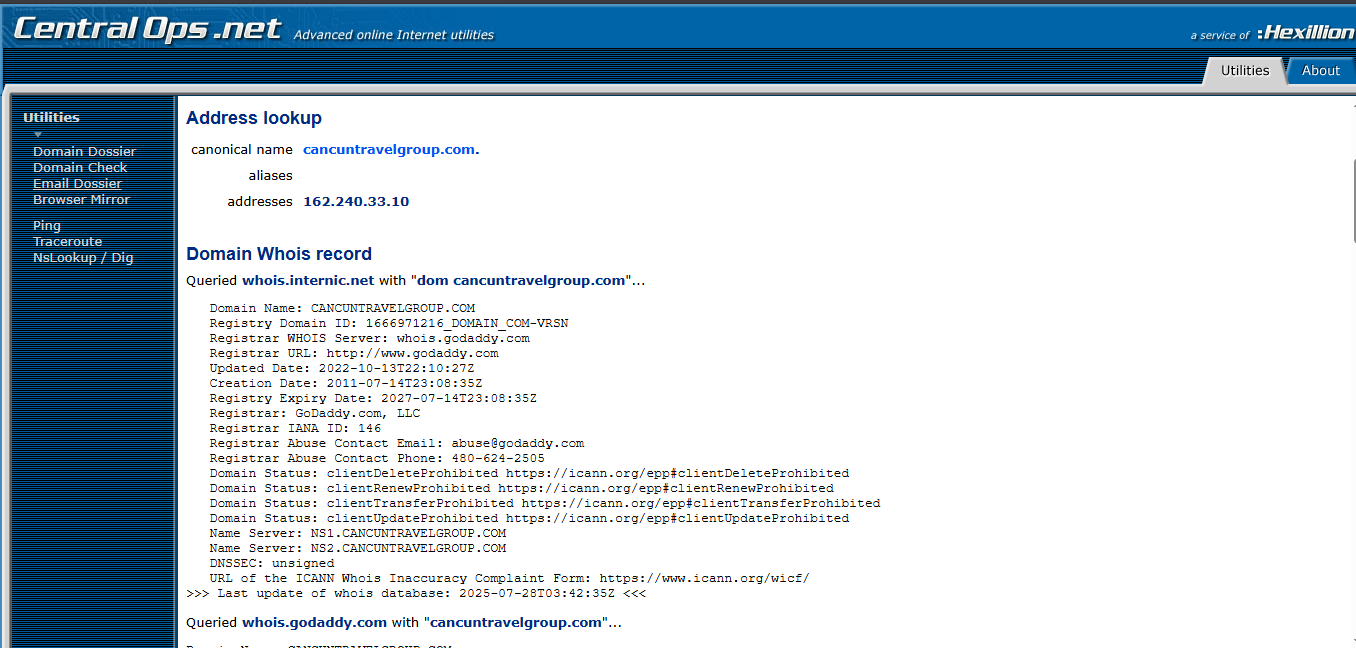 CentralOps.net Advanced online Internet utilities
a service of :Hexillion
Utilities About
Utilities
Domain Dossier
Domain Check
Email Dossier
Browser Mirror
Ping
Traceroute
NsLookup / Dig
Address lookup
canonical name cancuntravelgroup.com.
aliases
addresses 162.240.33.10
Domain Whois record
Queried whois.internic.net with "dom cancuntravelgroup.com"...
Domain Name: CANCUNTRAVELGROUP.COM
Registry Domain ID: 1666971216_DOMAIN_COM-VRSN
Registrar WHOIS Server: whois.godaddy.com
Registrar URL: http://www.godaddy.com
Updated Date: 2022-10-13T22:10:27Z
Creation Date: 2011-07-14T23:08:35Z
Registry Expiry Date: 2027-07-14T23:08:35Z
Registrar: GoDaddy.com, LLC
Registrar IANA ID: 146
Registrar Abuse Contact Email: abuse@godaddy.com
Registrar Abuse Contact Phone: 480-624-2505
Domain Status: clientDeleteProhibited https://icann.org/epp#clientDeleteProhibited
Domain Status: clientRenewProhibited https://icann.org/epp#clientRenewProhibited
Domain Status: clientTransferProhibited https://icann.org/epp#clientTransferProhibited
Domain Status: clientUpdateProhibited https://icann.org/epp#clientUpdateProhibited
Name Server: NS1.CANCUNTRAVELGROUP.COM
Name Server: NS2.CANCUNTRAVELGROUP.COM
DNSSEC: unsigned
URL of the ICANN Whois Inaccuracy Complaint Form: https://www.icann.org/wicf/
>>> Last update of whois database: 2025-07-28T03:42:35Z <<<
Queried whois.godaddy.com with "cancuntravelgroup.com"...